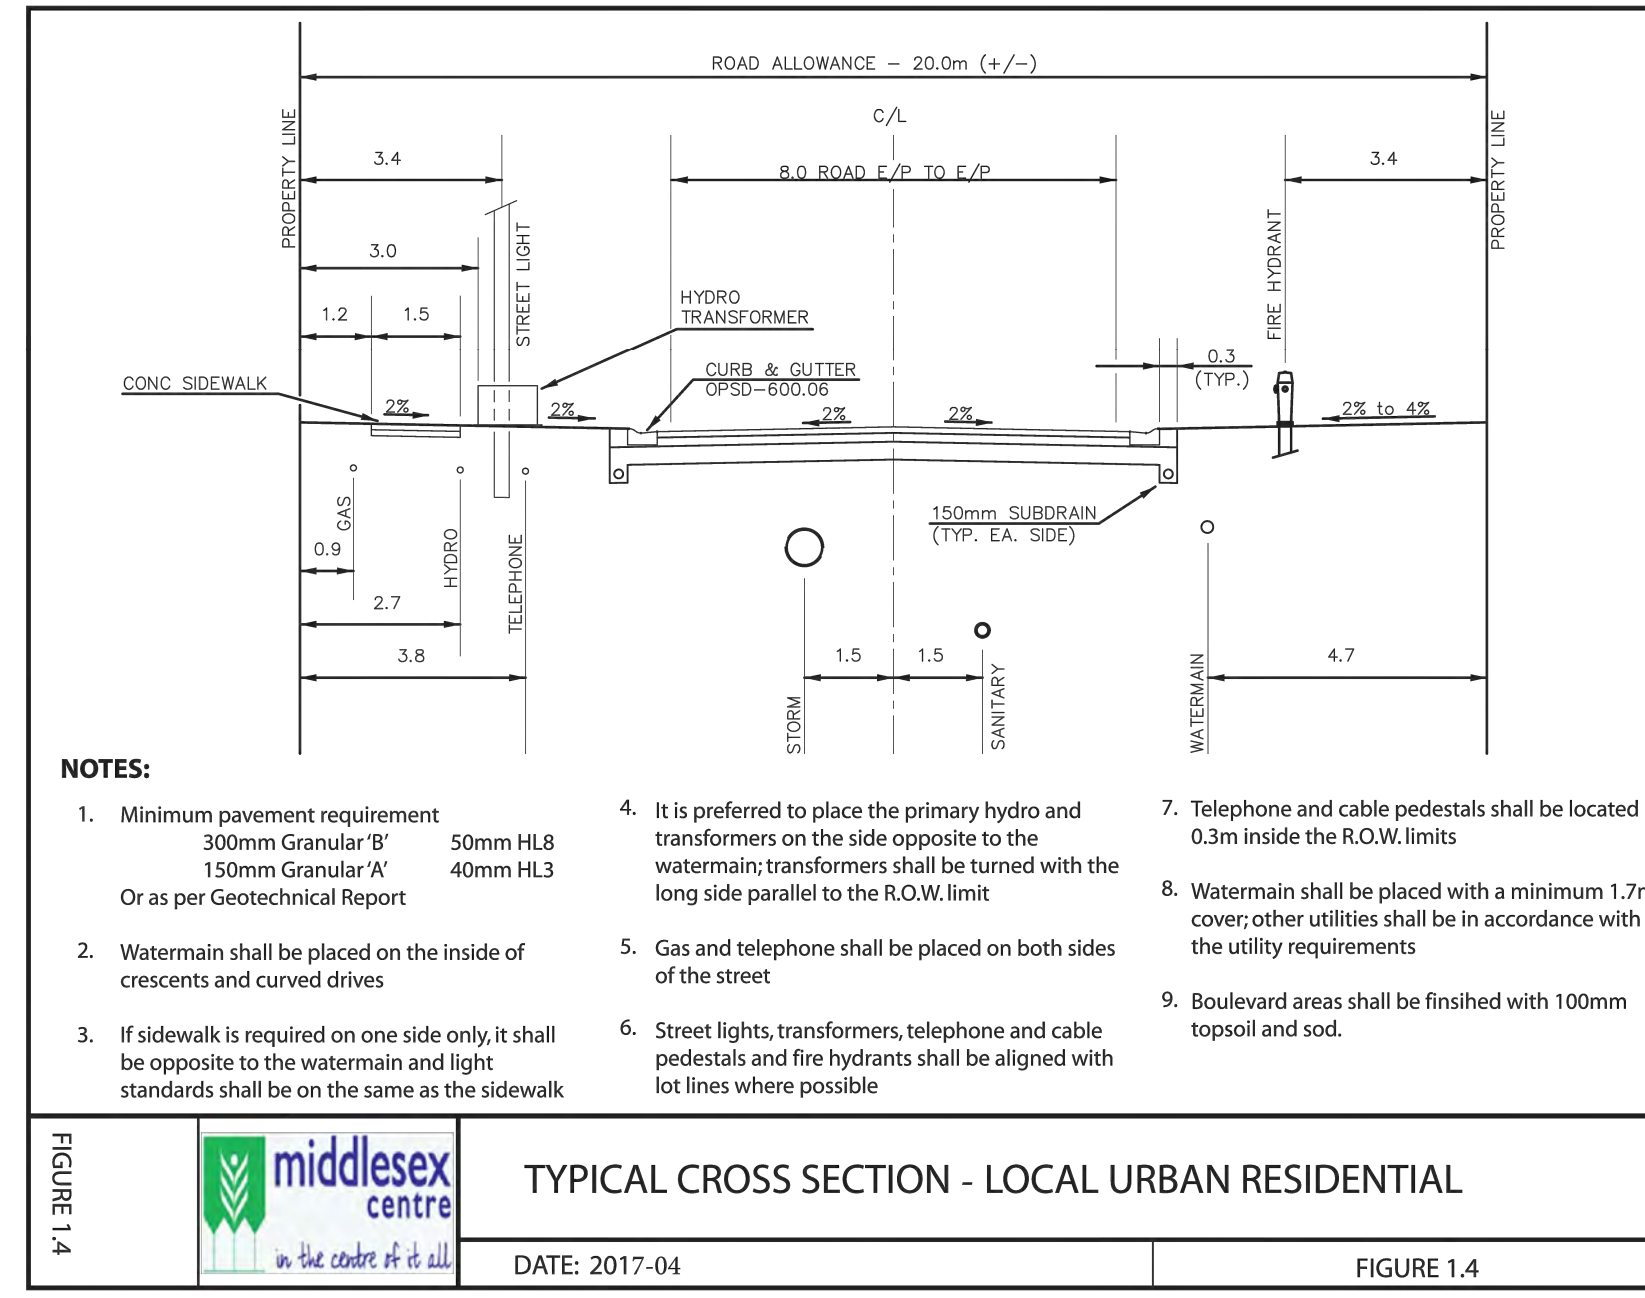 ROAD ALLOWANCE - 20.0m (+/-)
C/L
PROPERTY LINE
PROPERTY LINE
3.4
8.0 ROAD E/P TO E/P
3.4
3.0
STREET LIGHT
FIRE HYDRANT
HYDRO
TRANSFORMER
1.2
1.5
CURB & GUTTER
OPSD-600.06
0.3
(TYP.)
CONC SIDEWALK
2%
2%
2%
2%
2% to 4%
GAS
HYDRO
TELEPHONE
150mm SUBDRAIN
(TYP. EA. SIDE)
0.9
2.7
3.8
1.5
1.5
4.7
STORM
SANITARY
WATERMAIN
NOTES:
1. Minimum pavement requirement
300mm Granular 'B' 50mm HL8
150mm Granular 'A' 40mm HL3
Or as per Geotechnical Report
2. Watermain shall be placed on the inside of
crescents and curved drives
3. If sidewalk is required on one side only, it shall
be opposite to the watermain and light
standards shall be on the same as the sidewalk
4. It is preferred to place the primary hydro and
transformers on the side opposite to the
watermain; transformers shall be turned with the
long side parallel to the R.O.W. limit
5. Gas and telephone shall be placed on both sides
of the street
6. Street lights, transformers, telephone and cable
pedestals and fire hydrants shall be aligned with
lot lines where possible
7. Telephone and cable pedestals shall be located
0.3m inside the R.O.W. limits
8. Watermain shall be placed with a minimum 1.7m
cover; other utilities shall be in accordance with
the utility requirements
9. Boulevard areas shall be finsihed with 100mm
topsoil and sod.
FIGURE 1.4
middlesex
centre
in the centre of it all
TYPICAL CROSS SECTION - LOCAL URBAN RESIDENTIAL
DATE: 2017-04
FIGURE 1.4